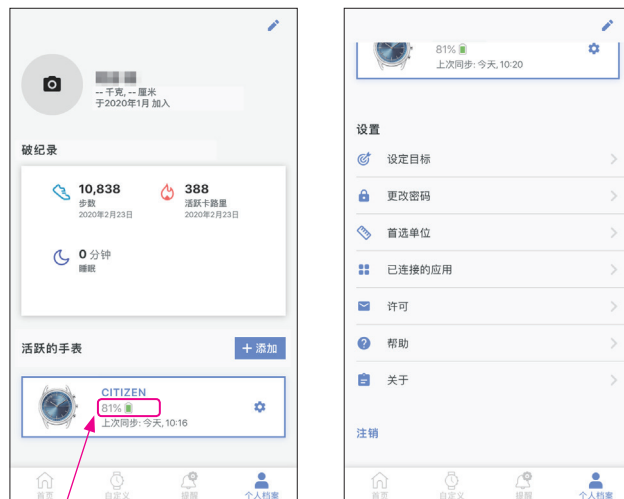 -- 千克, -- 厘米
于2020年1月 加入
破纪录
10,838
步数
2020年2月23日
388
活跃卡路里
2020年2月23日
0 分钟
睡眠
活跃的手表
+ 添加
CITIZEN
81%
上次同步: 今天, 10:16
首页
自定义
提醒
个人档案
81%
上次同步: 今天, 10:20
设置
设定目标
更改密码
首选单位
已连接的应用
许可
帮助
关于
注销
首页
自定义
提醒
个人档案